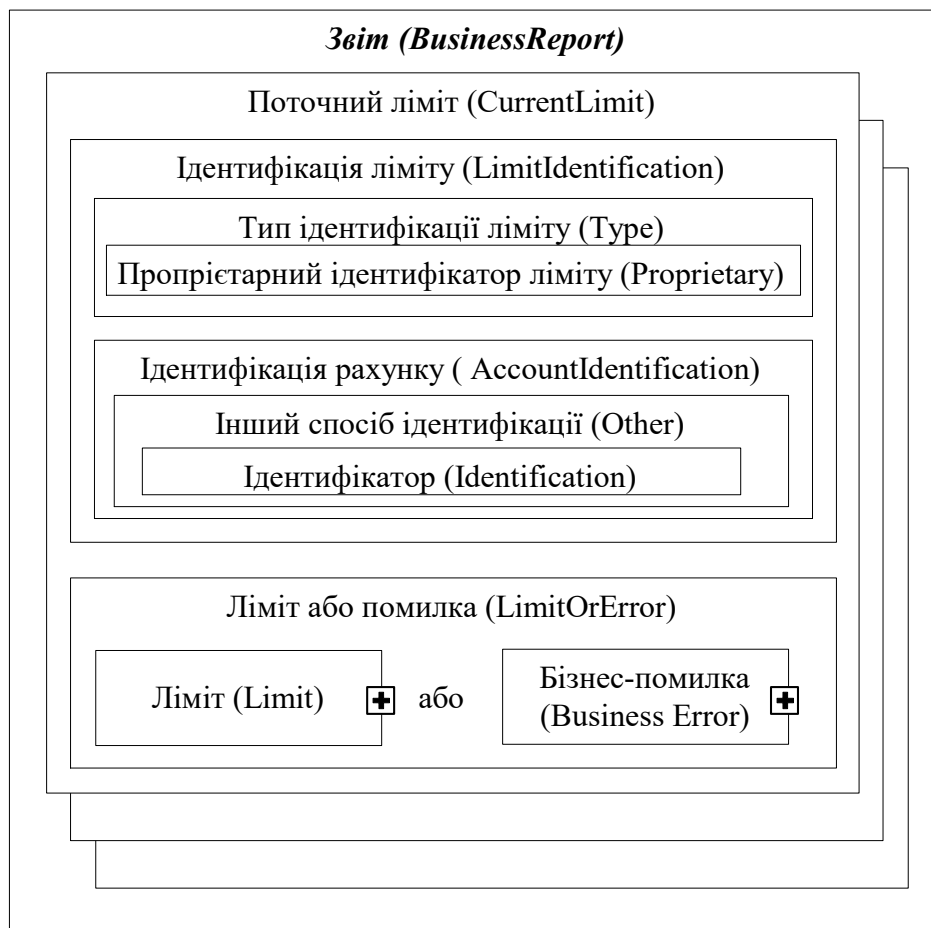 Звіт (BusinessReport)
Поточний ліміт (CurrentLimit)
Ідентифікація ліміту (LimitIdentification)
Тип ідентифікації ліміту (Type)
Пропрієтарний ідентифікатор ліміту (Proprietary)
Ідентифікація рахунку ( AccountIdentification)
Інший спосіб ідентифікації (Other)
Ідентифікатор (Identification)
Ліміт або помилка (LimitOrError)
Ліміт (Limit)
або
Бізнес-помилка
(Business Error)